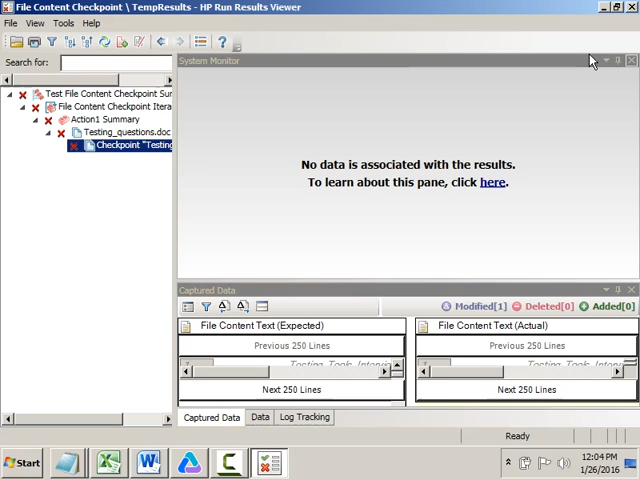 File Content Checkpoint \ TempResults - HP Run Results Viewer
File View Tools Help
Search for:
System Monitor
Test File Content Checkpoint Sum
File Content Checkpoint Itera
Action1 Summary
Testing_questions.doc
Checkpoint "Testing
No data is associated with the results.
To learn about this pane, click here.
Captured Data
Modified[1] Deleted[0] Added[0]
File Content Text (Expected) File Content Text (Actual)
Previous 250 Lines Previous 250 Lines
Testing Tools Intervi
Next 250 Lines Next 250 Lines
Captured Data Data Log Tracking
Ready
Start
12:04 PM
1/26/2016